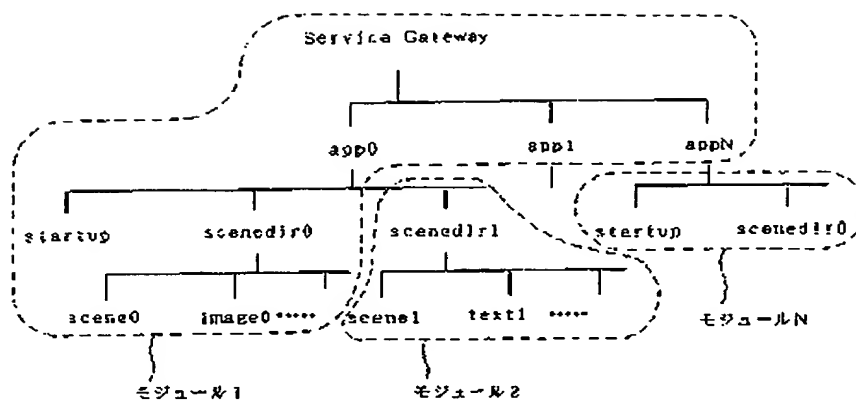 Service Gateway
app0 app1 appN
startup scenedir0 scenedir1 startup scenedir0
scene0 image0 ····· scene1 text1 ·····
モジュールN
モジュール1 モジュール2